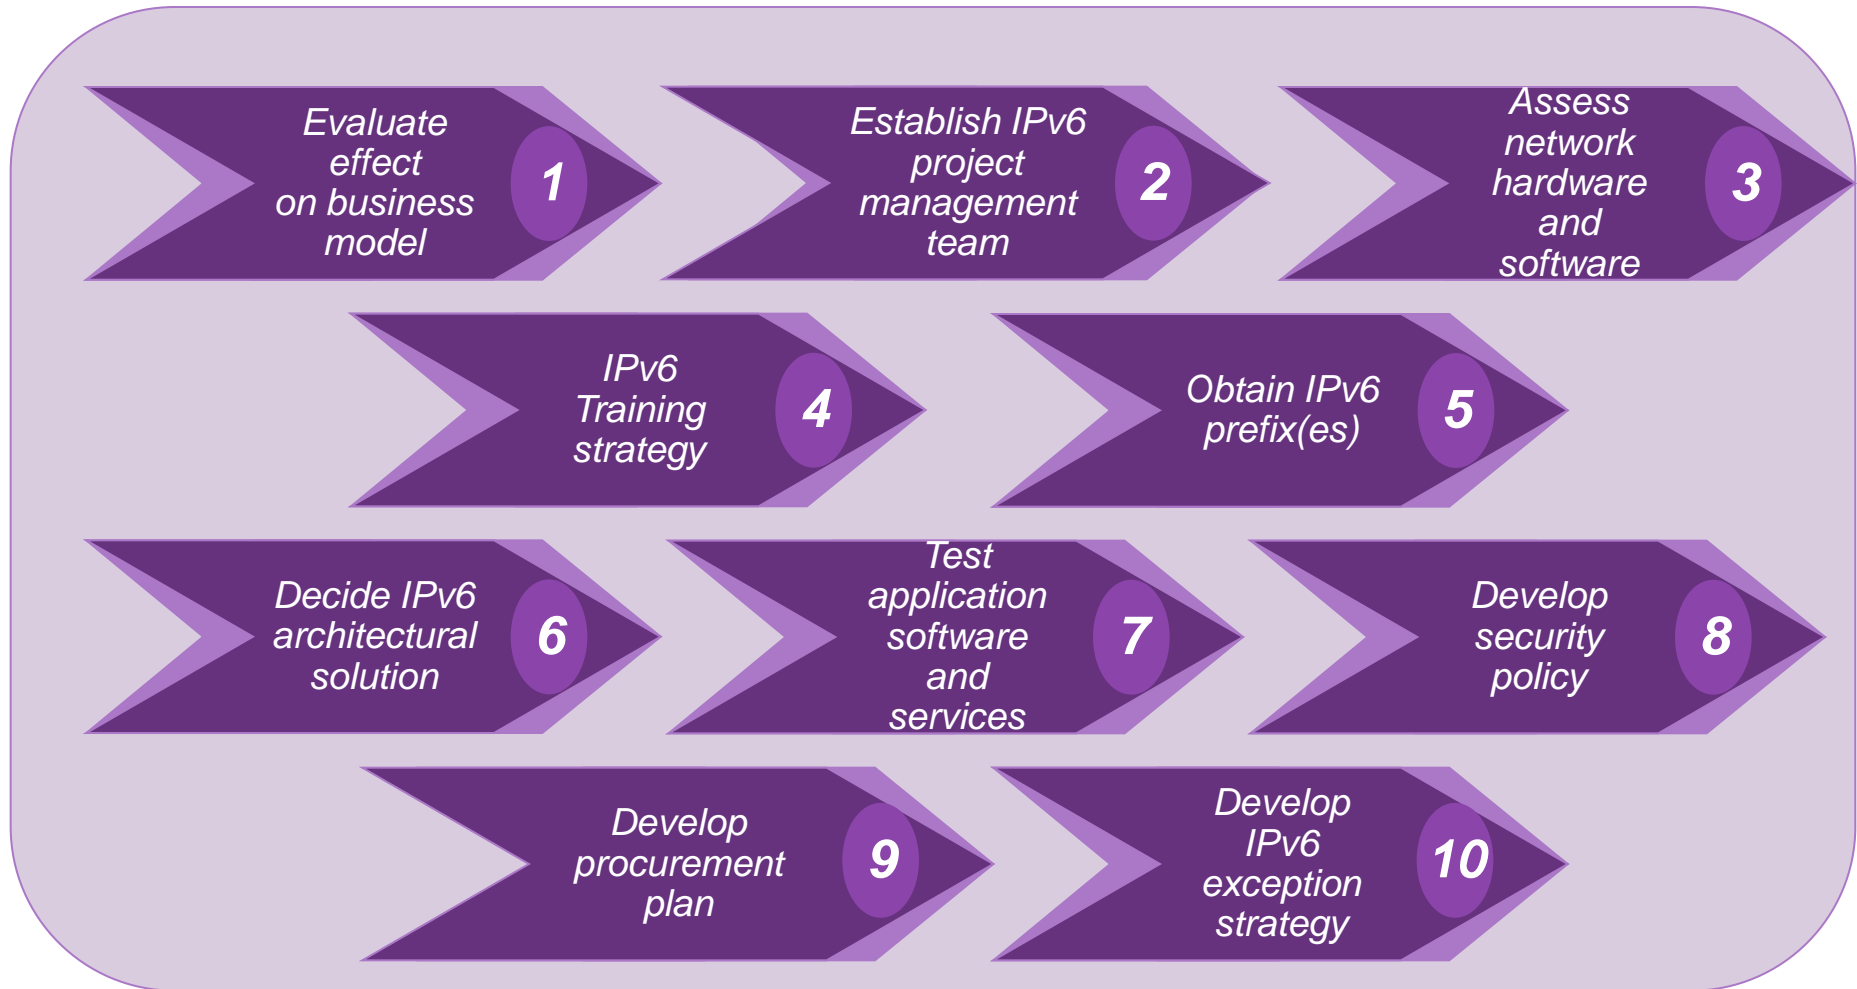 Evaluate
effect
on business
model
1
Establish IPv6
project
management
team
2
Assess
network
hardware
and
software
3
IPv6
Training
strategy
4
Obtain IPv6
prefix(es)
5
Decide IPv6
architectural
solution
6
Test
application
software
and
services
7
Develop
security
policy
8
Develop
procurement
plan
9
Develop
IPv6
exception
strategy
10